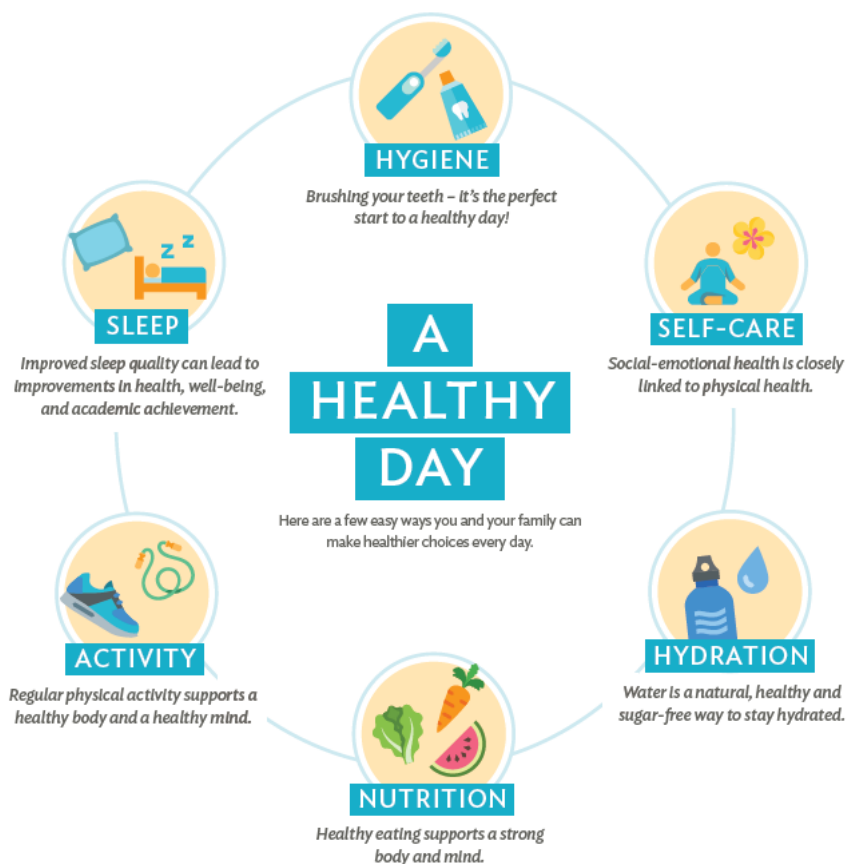 HYGIENE
Brushing your teeth – it's the perfect
start to a healthy day!
SELF-CARE
Social-emotional health is closely
linked to physical health.
HYDRATION
Water is a natural, healthy and
sugar-free way to stay hydrated.
NUTRITION
Healthy eating supports a strong
body and mind.
ACTIVITY
Regular physical activity supports a
healthy body and a healthy mind.
Z Z
SLEEP
Improved sleep quality can lead to
improvements in health, well-being,
and academic achievement.
A
HEALTHY
DAY
Here are a few easy ways you and your family can
make healthier choices every day.